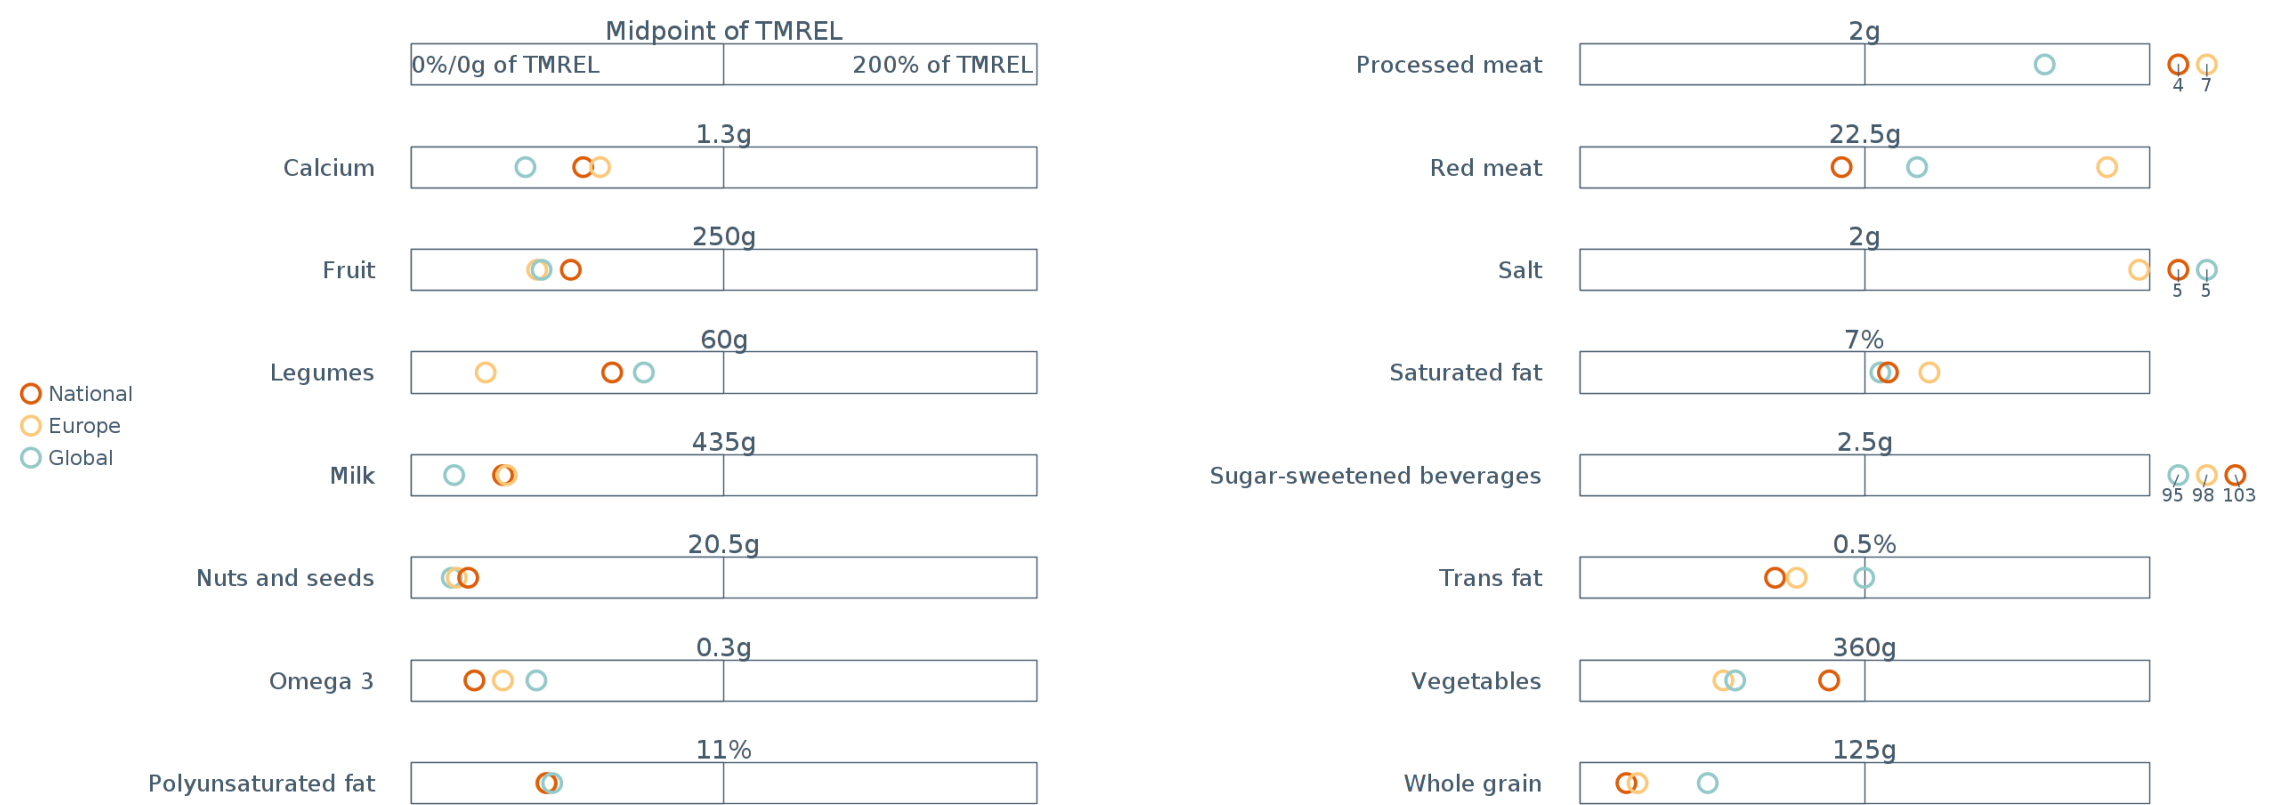 Midpoint of TMREL
0%/0g of TMREL
200% of TMREL
1.3g
Calcium
250g
Fruit
60g
Legumes
435g
Milk
20.5g
Nuts and seeds
0.3g
Omega 3
11%
Polyunsaturated fat
National
Europe
Global
2g
Processed meat
4 7
22.5g
Red meat
2g
Salt
5 5
7%
Saturated fat
2.5g
Sugar-sweetened beverages
95 98 103
0.5%
Trans fat
360g
Vegetables
125g
Whole grain